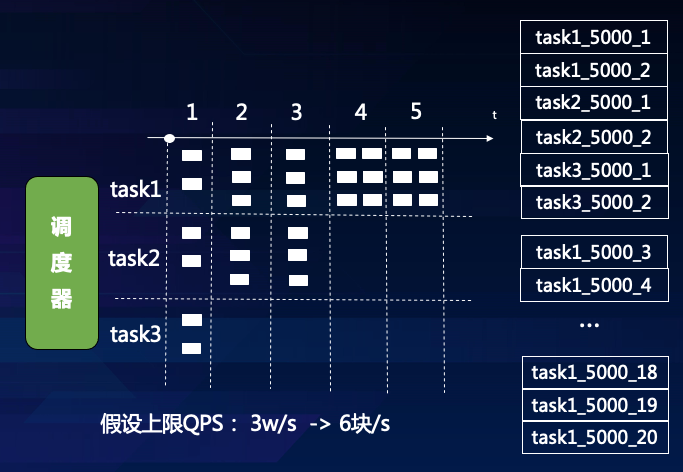 1 2 3 4 5 t
调度器
task1
task2
task3
假设上限QPS： 3w/s -> 6块/s
task1_5000_1
task1_5000_2
task2_5000_1
task2_5000_2
task3_5000_1
task3_5000_2
task1_5000_3
task1_5000_4
...
task1_5000_18
task1_5000_19
task1_5000_20